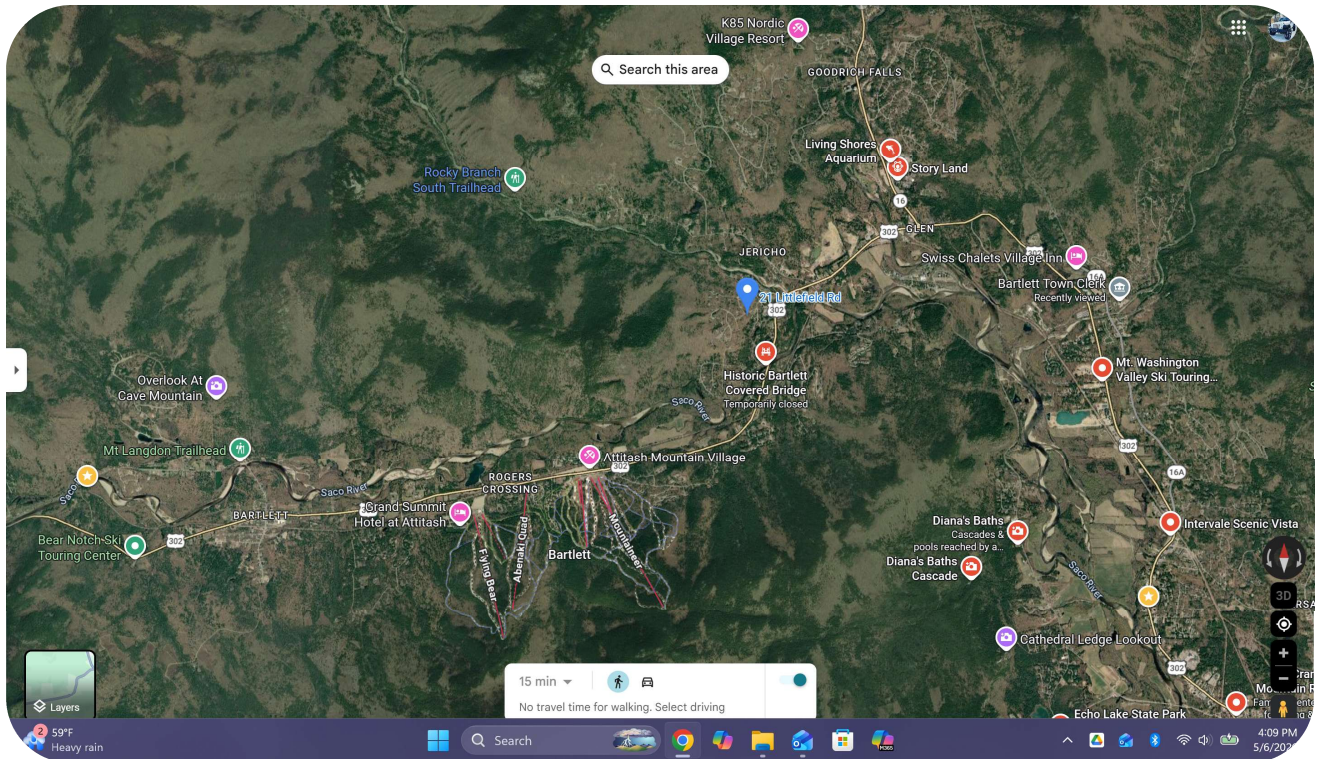 K85 Nordic
Village Resort
Search this area
GOODRICH FALLS
Living Shores
Aquarium
Story Land
Rocky Branch
South Trailhead
16
302
GLEN
JERICHO
302
Swiss Chalets Village Inn
16A
Bartlett Town Clerk
Recently viewed
21 Littlefield Rd
302
Historic Bartlett
Covered Bridge
Temporarily closed
Mt. Washington
Valley Ski Touring...
Overlook At
Cave Mountain
Saco River
Mt Langdon Trailhead
Attitash Mountain Village
302
302
16A
ROGERS
CROSSING
Saco River
Saco
BARTLETT
Grand Summit
Hotel at Attitash
302
Bear Notch Ski
Touring Center
Flying Bear
Abenaki Quad
Bartlett
Mountaineer
Diana's Baths
Cascades &
pools reached by a...
Diana's Baths
Cascade
Intervale Scenic Vista
Saco River
3D
Cathedral Ledge Lookout
302
Echo Lake State Park
Layers
15 min
No travel time for walking. Select driving
2
59°F
Heavy rain
Search
M365
4:09 PM